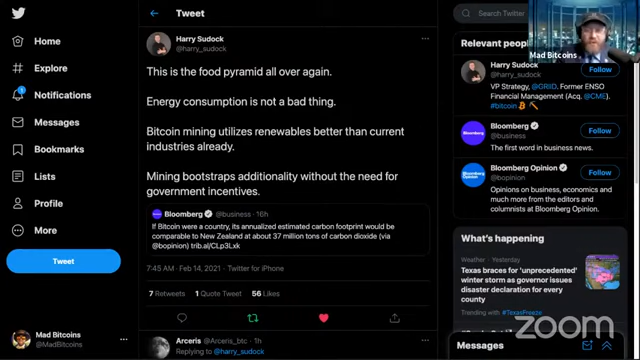 Tweet
Search Twitter
Home
Explore
1
Notifications
Messages
Bookmarks
Lists
Profile
More
Tweet
Mad Bitcoins
@MadBitcoins
Harry Sudock
@harry_sudock
This is the food pyramid all over again.
Energy consumption is not a bad thing.
Bitcoin mining utilizes renewables better than current
industries already.
Mining bootstraps additionality without the need for
government incentives.
Bloomberg @business · 16h
If Bitcoin were a country, its annualized estimated carbon footprint would be
comparable to New Zealand at about 37 million tons of carbon dioxide (via
@bopinion) trib.al/CLp3Lxk
7:45 AM · Feb 14, 2021 · Twitter for iPhone
7 Retweets 1 Quote Tweet 56 Likes
Arceris @Arceris_btc · 1h
Replying to @harry_sudock
Relevant peopl
Mad Bitcoins
Harry Sudock
@harry_sudock
Follow
VP Strategy, @GRID. Former ENSO
Financial Management (Acq. @CME).
#bitcoin
Bloomberg
@business
Follow
The first word in business news.
Bloomberg Opinion
@bopinion
Follow
Opinions on business, economics and
much more from the editors and
columnists at Bloomberg Opinion.
What's happening
Weather · Yesterday
Texas braces for 'unprecedented'
winter storm as governor issues
disaster declaration for every
county
Trending with #TexasFreeze
Messages
zoom